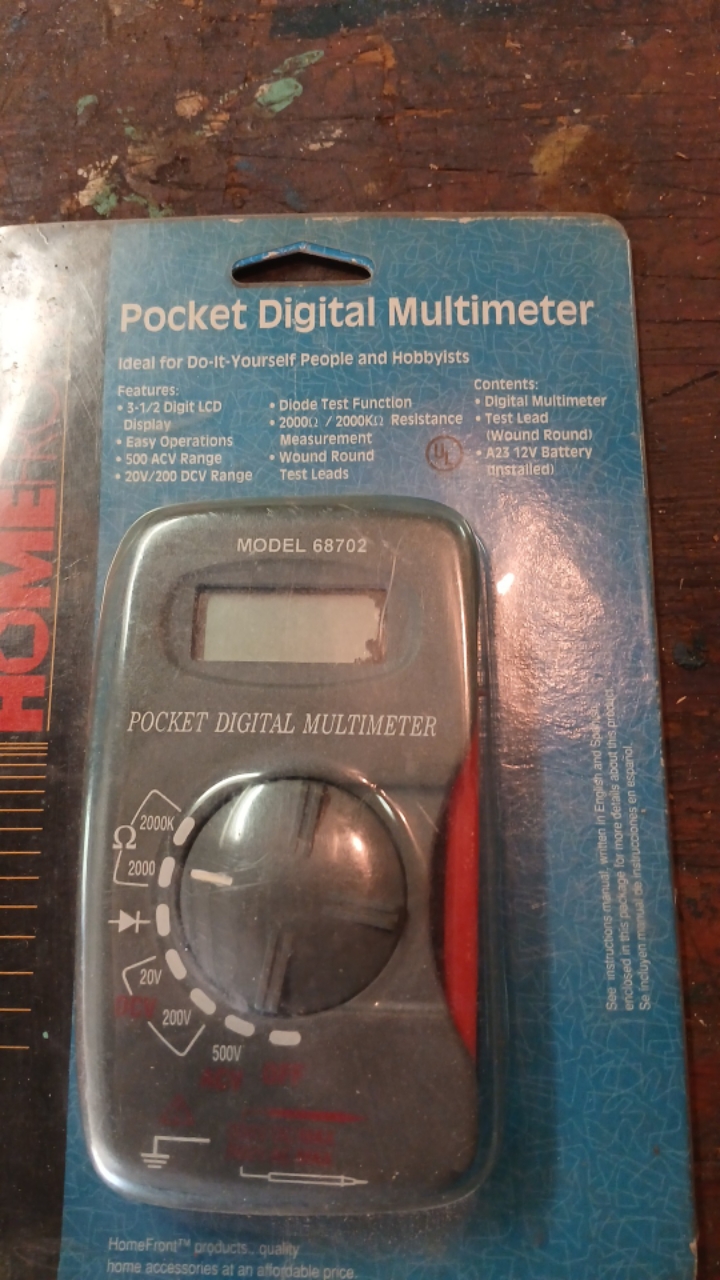 Pocket Digital Multimeter
Ideal for Do-It-Yourself People and Hobbyists
Features:
• 3-1/2 Digit LCD
Display
• Easy Operations
• 500 ACV Range
• 20V/200 DCV Range
• Diode Test Function
• 2000Ω / 2000KΩ Resistance
Measurement
• Wound Round
Test Leads
Contents:
• Digital Multimeter
• Test Lead
(Wound Round)
• A23 12V Battery
(Installed)
UL
HOMEFRO
MODEL 68702
POCKET DIGITAL MULTIMETER
2000K
Ω
2000
20V
DCV
200V
500V
ACV OFF
See instructions manual, written in English and Spanish,
enclosed in this package for more details about this product.
Se incluyen manual de instrucciones en español.
HomeFront™ products...quality
home accessories at an affordable price.